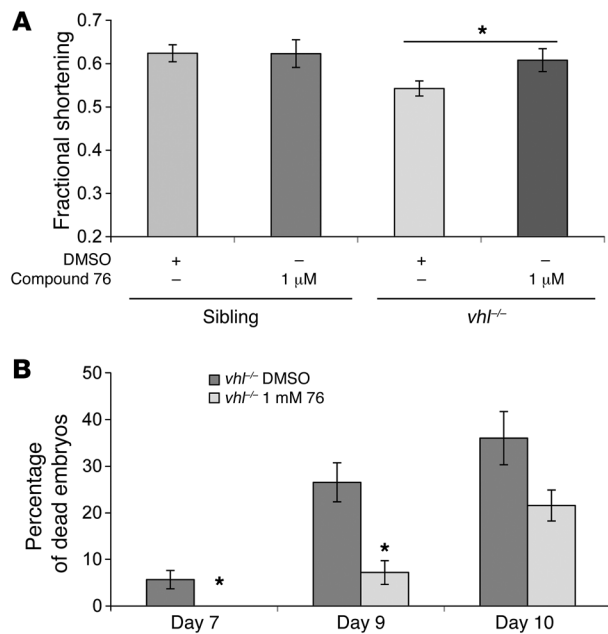 A
Fractional shortening
0.7
0.6
0.5
0.4
0.3
0.2
*
DMSO + – + –
Compound 76 – 1 μM – 1 μM
Sibling vhl–/–
B
Percentage
of dead embryos
50
40
30
20
10
0
vhl–/– DMSO
vhl–/– 1 mM 76
* *
Day 7 Day 9 Day 10